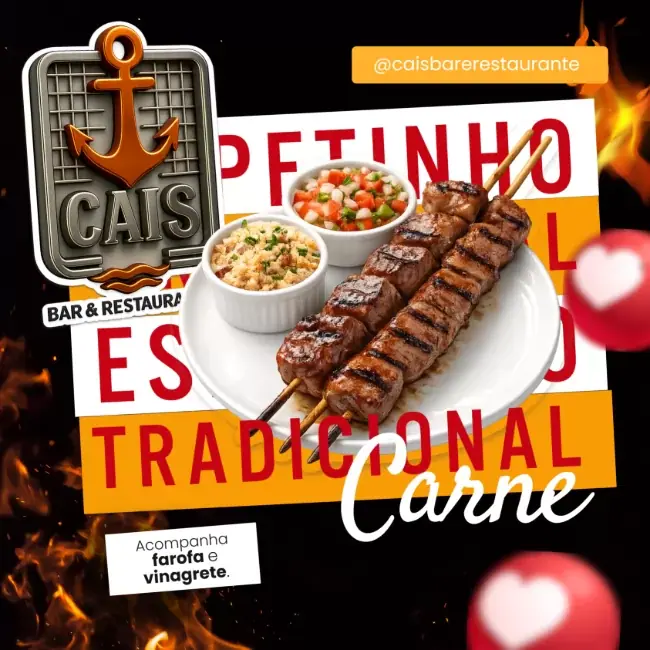 @caisbarerestaurante
CAIS
BAR & RESTAURA
PETINHO
L
ES O
TRADICIONAL
Carne
Acompanha
farofa e
vinagrete.